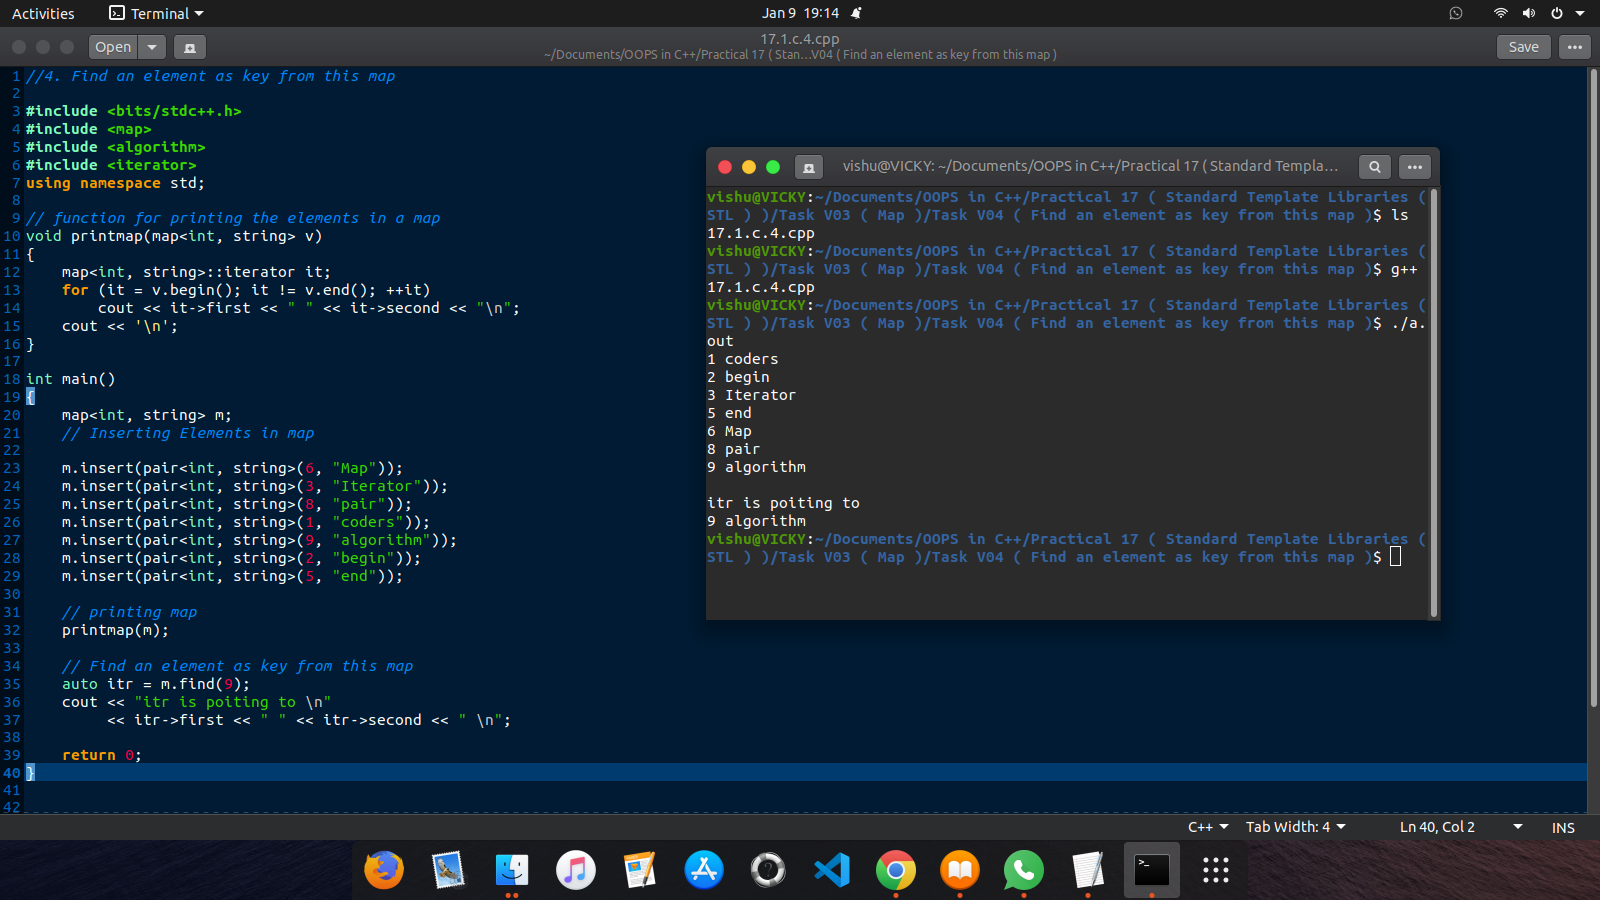 Activities Terminal Jan 9 19:14
Open 17.1.c.4.cpp Save
~/Documents/OOPS in C++/Practical 17 ( Stan…V04 ( Find an element as key from this map )
1 //4. Find an element as key from this map
2
3 #include <bits/stdc++.h>
4 #include <map>
5 #include <algorithm>
6 #include <iterator>
7 using namespace std;
8
9 // function for printing the elements in a map
10 void printmap(map<int, string> v)
11 {
12     map<int, string>::iterator it;
13     for (it = v.begin(); it != v.end(); ++it)
14         cout << it->first << " " << it->second << "\n";
15     cout << '\n';
16 }
17
18 int main()
19 {
20     map<int, string> m;
21     // Inserting Elements in map
22
23     m.insert(pair<int, string>(6, "Map"));
24     m.insert(pair<int, string>(3, "Iterator"));
25     m.insert(pair<int, string>(8, "pair"));
26     m.insert(pair<int, string>(1, "coders"));
27     m.insert(pair<int, string>(9, "algorithm"));
28     m.insert(pair<int, string>(2, "begin"));
29     m.insert(pair<int, string>(5, "end"));
30
31     // printing map
32     printmap(m);
33
34     // Find an element as key from this map
35     auto itr = m.find(9);
36     cout << "itr is poiting to \n"
37          << itr->first << " " << itr->second << " \n";
38
39     return 0;
40 }
41
42
vishu@VICKY: ~/Documents/OOPS in C++/Practical 17 ( Standard Templa…
vishu@VICKY:~/Documents/OOPS in C++/Practical 17 ( Standard Template Libraries (
STL ) )/Task V03 ( Map )/Task V04 ( Find an element as key from this map )$ ls
17.1.c.4.cpp
vishu@VICKY:~/Documents/OOPS in C++/Practical 17 ( Standard Template Libraries (
STL ) )/Task V03 ( Map )/Task V04 ( Find an element as key from this map )$ g++
17.1.c.4.cpp
vishu@VICKY:~/Documents/OOPS in C++/Practical 17 ( Standard Template Libraries (
STL ) )/Task V03 ( Map )/Task V04 ( Find an element as key from this map )$ ./a.
out
1 coders
2 begin
3 Iterator
5 end
6 Map
8 pair
9 algorithm

itr is poiting to
9 algorithm
vishu@VICKY:~/Documents/OOPS in C++/Practical 17 ( Standard Template Libraries (
STL ) )/Task V03 ( Map )/Task V04 ( Find an element as key from this map )$
C++ Tab Width: 4 Ln 40, Col 2 INS